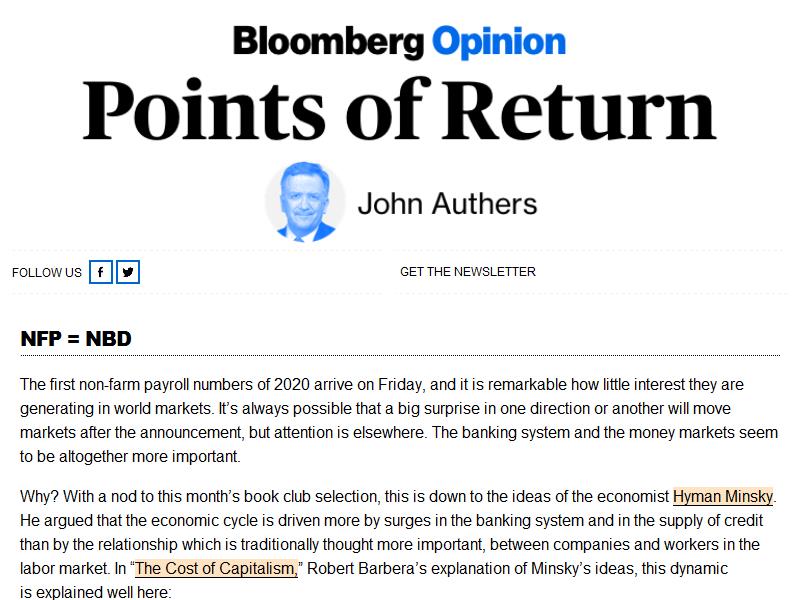 Bloomberg Opinion
Points of Return
John Authers
FOLLOW US
GET THE NEWSLETTER
NFP = NBD
The first non-farm payroll numbers of 2020 arrive on Friday, and it is remarkable how little interest they are
generating in world markets. It’s always possible that a big surprise in one direction or another will move
markets after the announcement, but attention is elsewhere. The banking system and the money markets seem
to be altogether more important.
Why? With a nod to this month’s book club selection, this is down to the ideas of the economist Hyman Minsky.
He argued that the economic cycle is driven more by surges in the banking system and in the supply of credit
than by the relationship which is traditionally thought more important, between companies and workers in the
labor market. In “The Cost of Capitalism,” Robert Barbera’s explanation of Minsky’s ideas, this dynamic
is explained well here: